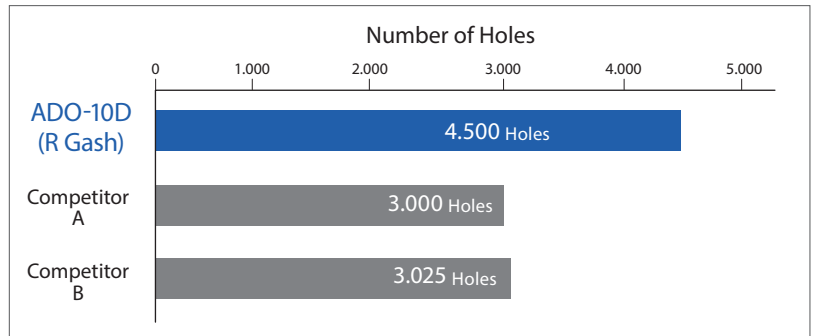 Number of Holes
0 1.000 2.000 3.000 4.000 5.000
ADO-10D
(R Gash)
4.500 Holes
Competitor
A
3.000 Holes
Competitor
B
3.025 Holes